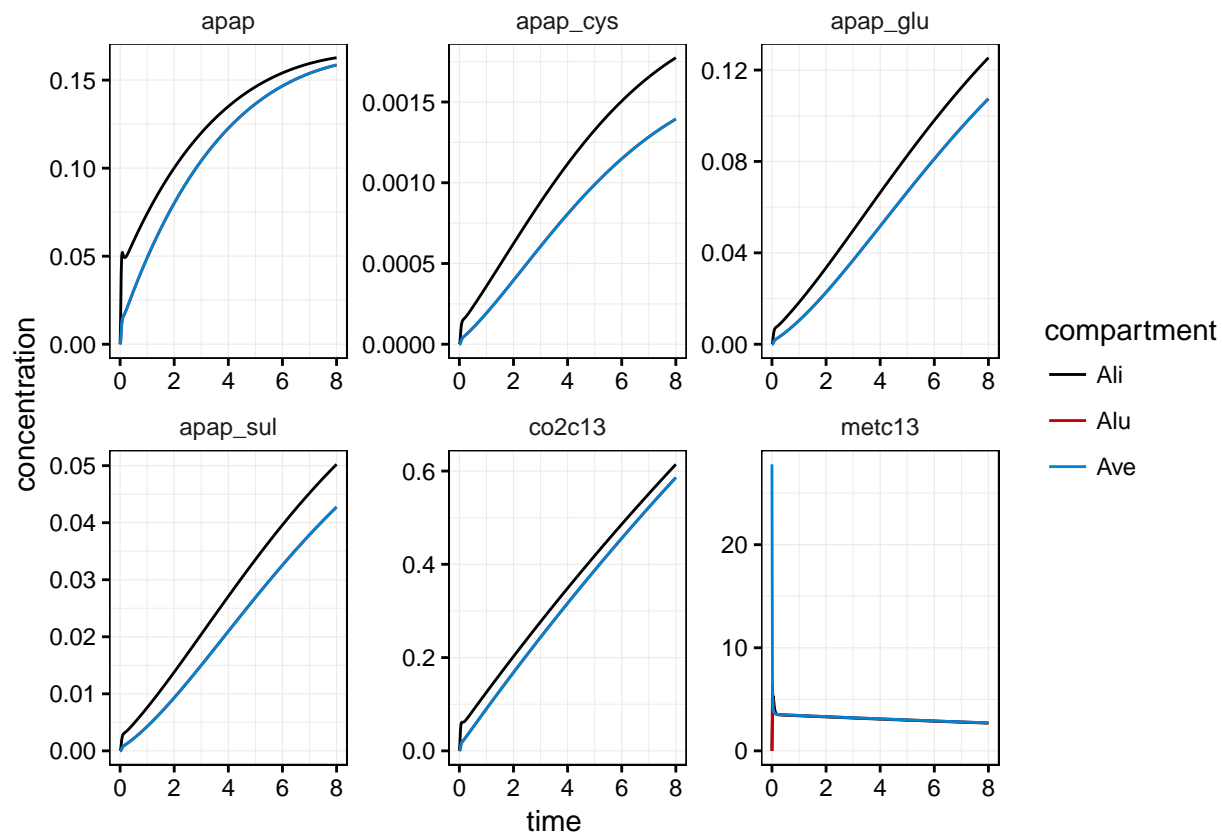 apap
apap_cys
apap_glu
0.15
0.10
0.05
0.00
0.0015
0.0010
0.0005
0.0000
0.12
0.08
0.04
0.00
0 2 4 6 8
0 2 4 6 8
0 2 4 6 8
apap_sul
co2c13
metc13
0.05
0.04
0.03
0.02
0.01
0.00
0.6
0.4
0.2
0.0
20
10
0
0 2 4 6 8
0 2 4 6 8
0 2 4 6 8
concentration
time
compartment
Ali
Alu
Ave